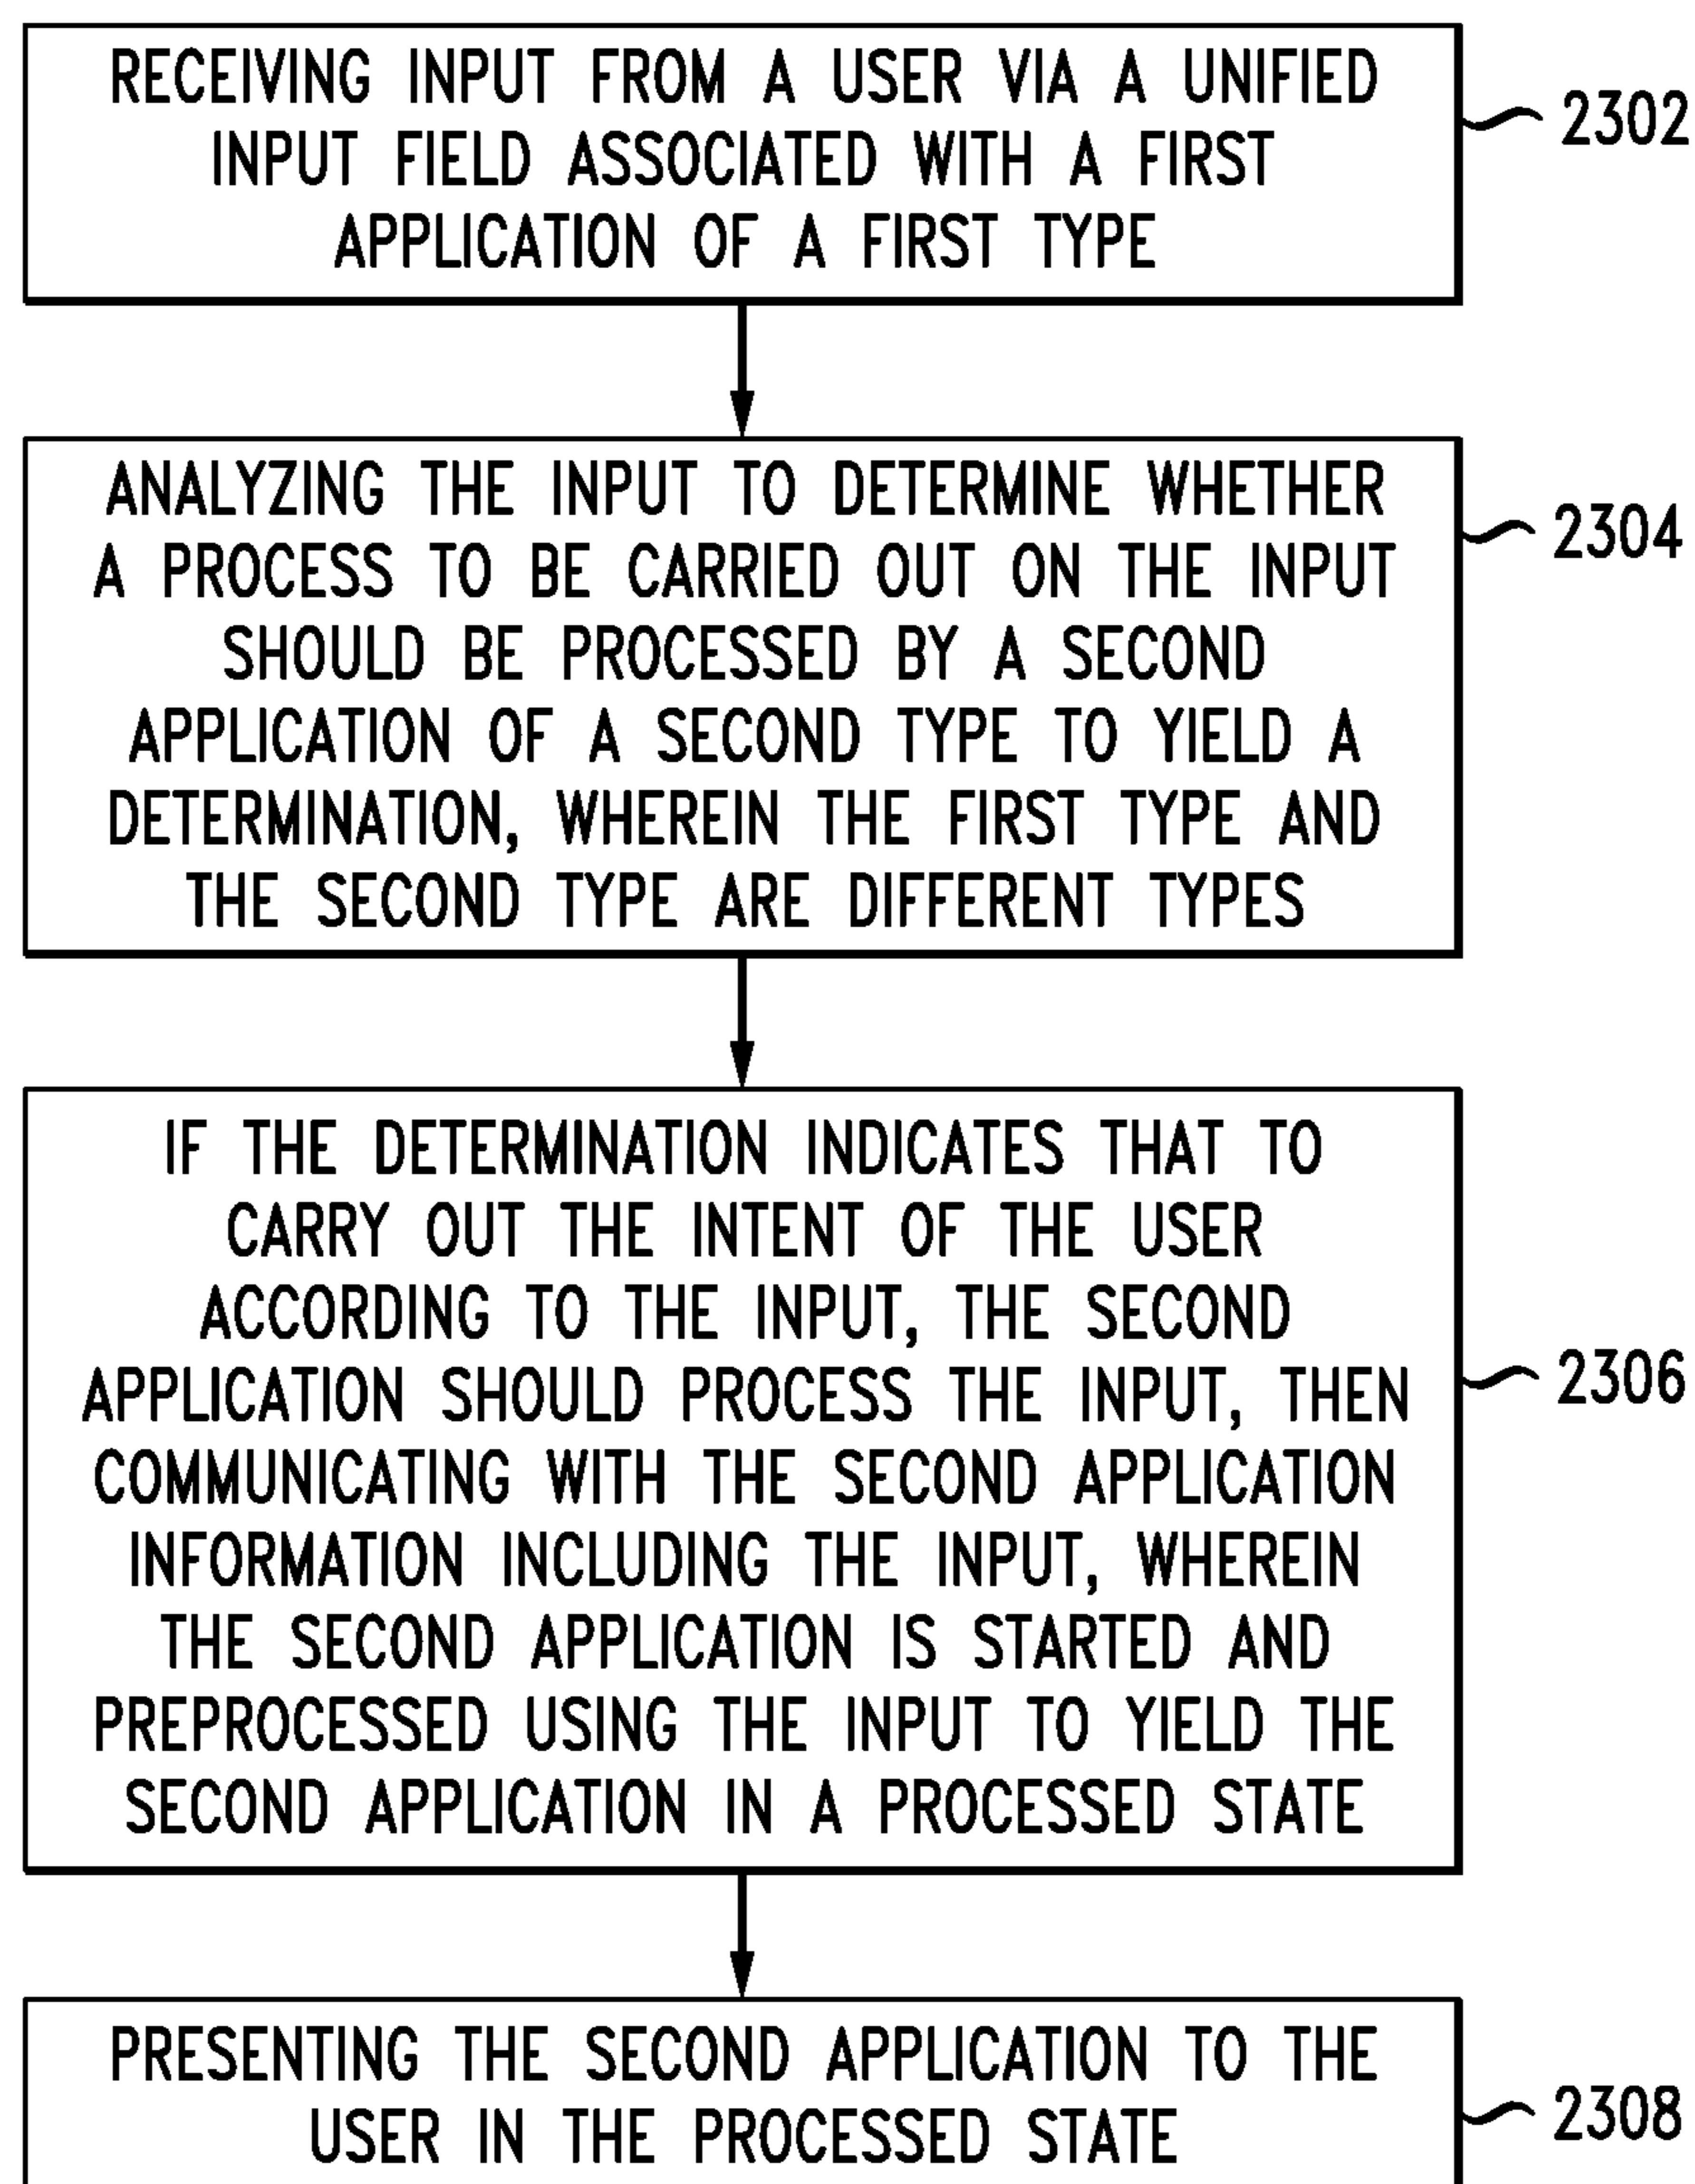 RECEIVING INPUT FROM A USER VIA A UNIFIED
INPUT FIELD ASSOCIATED WITH A FIRST
APPLICATION OF A FIRST TYPE
2302
ANALYZING THE INPUT TO DETERMINE WHETHER
A PROCESS TO BE CARRIED OUT ON THE INPUT
SHOULD BE PROCESSED BY A SECOND
APPLICATION OF A SECOND TYPE TO YIELD A
DETERMINATION, WHEREIN THE FIRST TYPE AND
THE SECOND TYPE ARE DIFFERENT TYPES
2304
IF THE DETERMINATION INDICATES THAT TO
CARRY OUT THE INTENT OF THE USER
ACCORDING TO THE INPUT, THE SECOND
APPLICATION SHOULD PROCESS THE INPUT, THEN
COMMUNICATING WITH THE SECOND APPLICATION
INFORMATION INCLUDING THE INPUT, WHEREIN
THE SECOND APPLICATION IS STARTED AND
PREPROCESSED USING THE INPUT TO YIELD THE
SECOND APPLICATION IN A PROCESSED STATE
2306
PRESENTING THE SECOND APPLICATION TO THE
USER IN THE PROCESSED STATE
2308